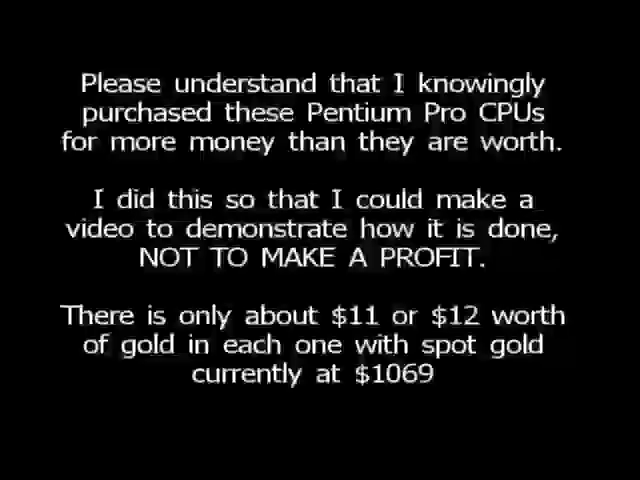 Please understand that I knowingly
purchased these Pentium Pro CPUs
for more money than they are worth.
I did this so that I could make a
video to demonstrate how it is done,
NOT TO MAKE A PROFIT.
There is only about $11 or $12 worth
of gold in each one with spot gold
currently at $1069